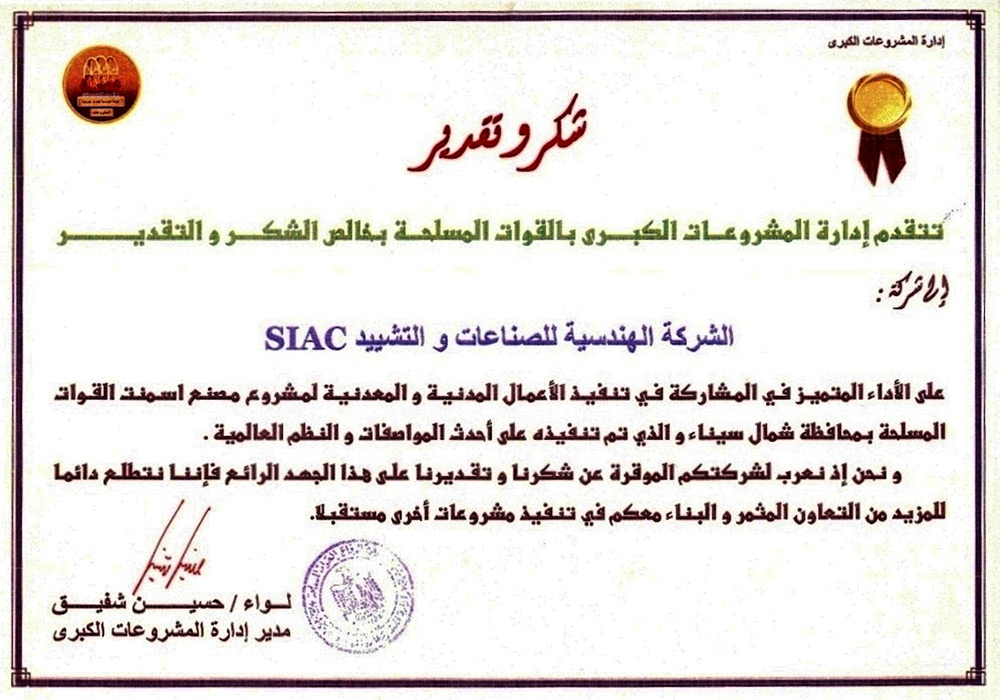 إدارة المشروعات الكبرى
شكر و تقدير
تتقدم إدارة المشروعات الكبرى بالقوات المسلحة بخالص الشكر و التقدير
إلى شركة :
الشركة الهندسية للصناعات و التشييد SIAC
على الأداء المتميز في المشاركة في تنفيذ الأعمال المدنية و المعدنية لمشروع مصنع اسمنت القوات
المسلحة بمحافظة شمال سيناء و الذي تم تنفيذه على أحدث المواصفات و النظم العالمية .
و نحن إذ نعرب لشركتكم الموقرة عن شكرنا و تقديرنا على هذا الجهد الرائع فإننا نتطلع دائما
للمزيد من التعاون المثمر و البناء معكم في تنفيذ مشروعات أخرى مستقبلا.
لواء / حسين شفيق
مدير إدارة المشروعات الكبرى